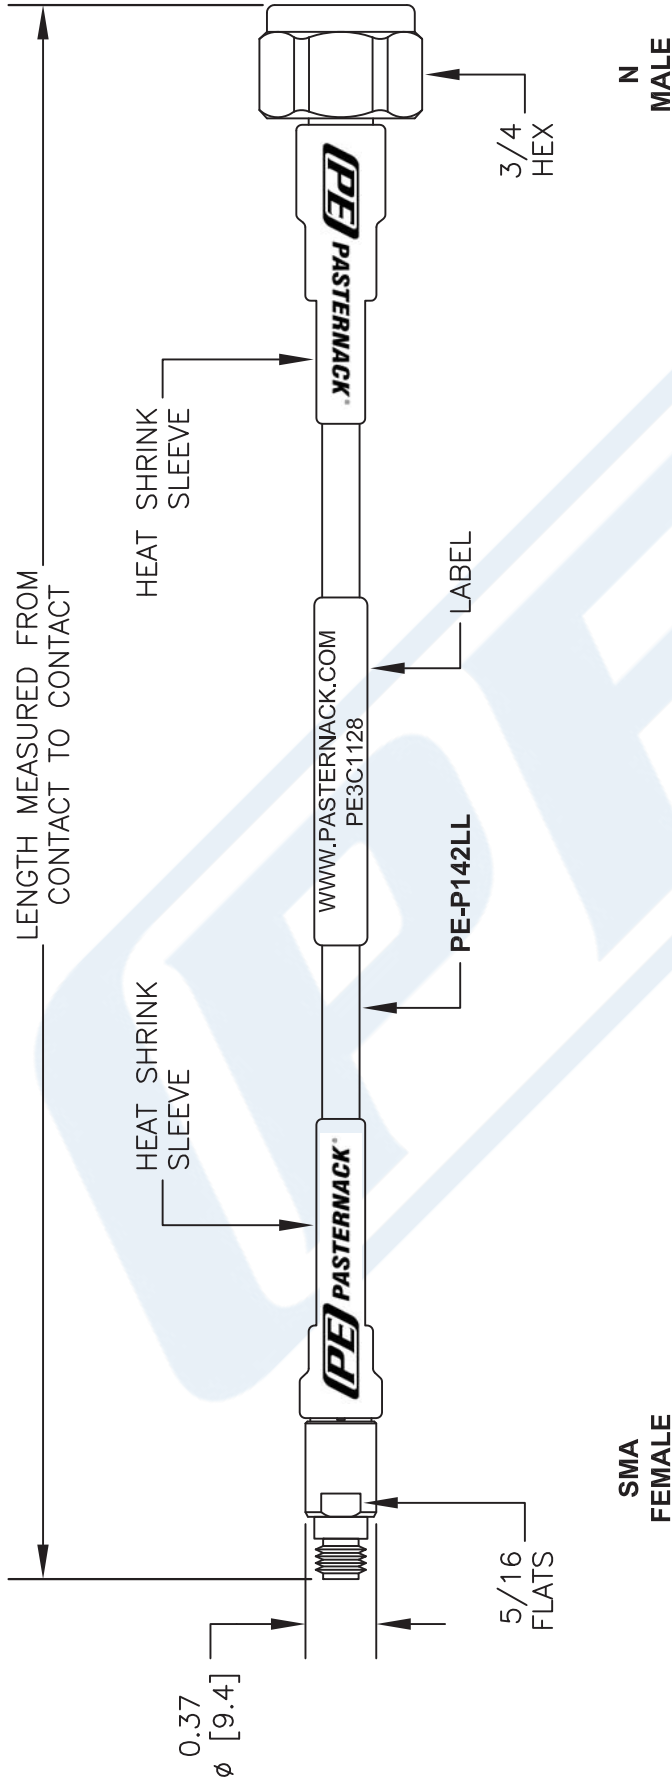 LENGTH MEASURED FROM
CONTACT TO CONTACT
HEAT SHRINK
SLEEVE
HEAT SHRINK
SLEEVE
0.37
ø [9.4]
PE PASTERNACK®
WWW.PASTERNACK.COM
PE3C1128
PE PASTERNACK®
PE-P142LL
LABEL
5/16
FLATS
3/4
HEX
SMA
FEMALE
N
MALE